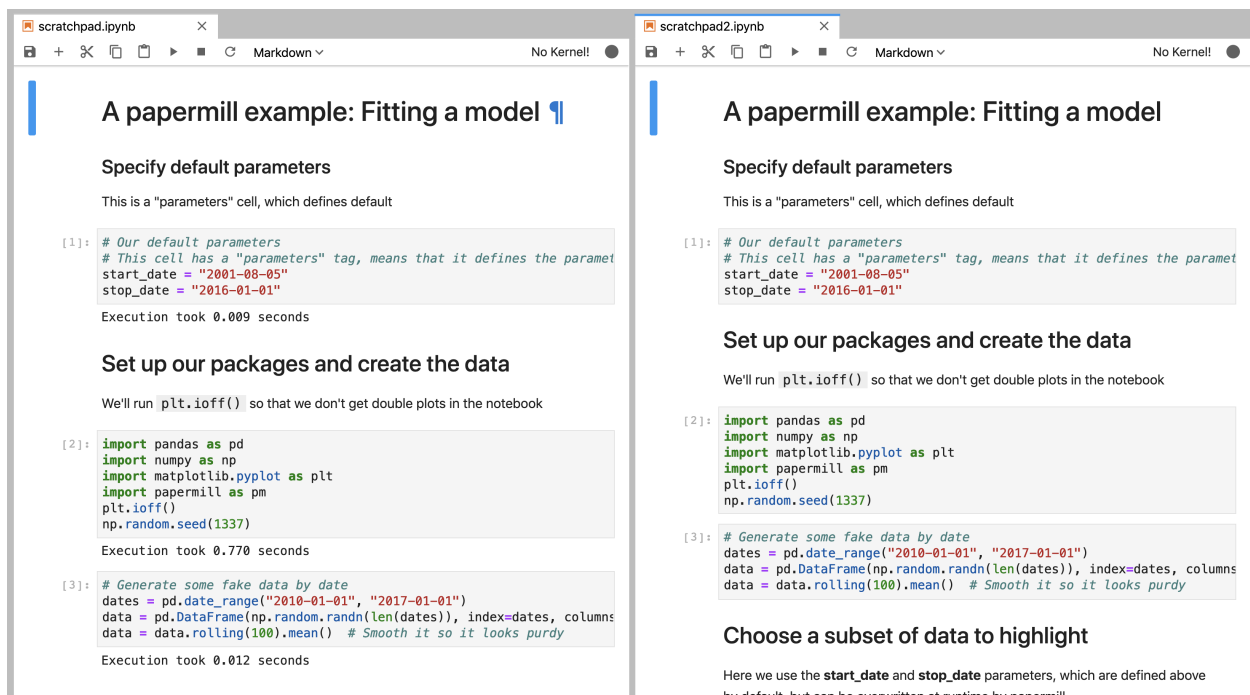 scratchpad.ipynb
Markdown
No Kernel!
A papermill example: Fitting a model ¶
Specify default parameters
This is a "parameters" cell, which defines default
[1]:
# Our default parameters
# This cell has a "parameters" tag, means that it defines the paramet
start_date = "2001-08-05"
stop_date = "2016-01-01"
Execution took 0.009 seconds
Set up our packages and create the data
We'll run plt.ioff() so that we don't get double plots in the notebook
[2]:
import pandas as pd
import numpy as np
import matplotlib.pyplot as plt
import papermill as pm
plt.ioff()
np.random.seed(1337)
Execution took 0.770 seconds
[3]:
# Generate some fake data by date
dates = pd.date_range("2010-01-01", "2017-01-01")
data = pd.DataFrame(np.random.randn(len(dates)), index=dates, columns
data = data.rolling(100).mean()  # Smooth it so it looks purdy
Execution took 0.012 seconds
scratchpad2.ipynb
Markdown
No Kernel!
A papermill example: Fitting a model
Specify default parameters
This is a "parameters" cell, which defines default
[1]:
# Our default parameters
# This cell has a "parameters" tag, means that it defines the paramet
start_date = "2001-08-05"
stop_date = "2016-01-01"
Set up our packages and create the data
We'll run plt.ioff() so that we don't get double plots in the notebook
[2]:
import pandas as pd
import numpy as np
import matplotlib.pyplot as plt
import papermill as pm
plt.ioff()
np.random.seed(1337)
[3]:
# Generate some fake data by date
dates = pd.date_range("2010-01-01", "2017-01-01")
data = pd.DataFrame(np.random.randn(len(dates)), index=dates, columns
data = data.rolling(100).mean()  # Smooth it so it looks purdy
Choose a subset of data to highlight
Here we use the start_date and stop_date parameters, which are defined above
by default, but can be overwritten at runtime by papermill